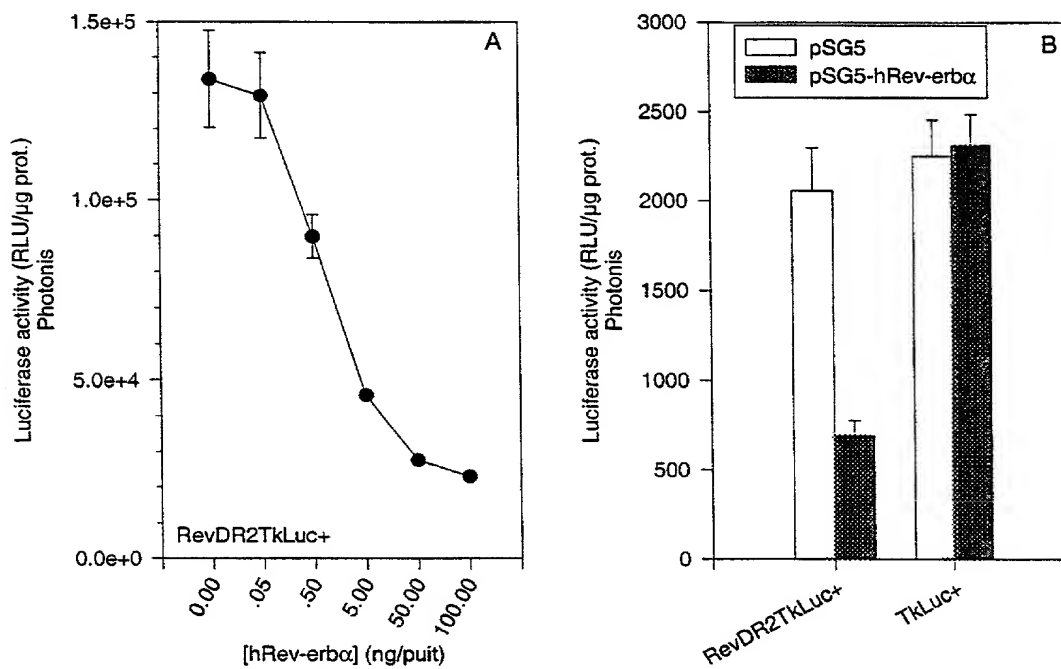 A
1.5e+5
1.0e+5
5.0e+4
0.0e+0
Luciferase activity (RLU/µg prot.)
Photonis
RevDR2TkLuc+
0.00
.05
.50
5.00
50.00
100.00
[hRev-erbα] (ng/puit)
B
pSG5
pSG5-hRev-erbα
3000
2500
2000
1500
1000
500
0
Luciferase activity (RLU/µg prot.)
Photonis
RevDR2TkLuc+
TkLuc+